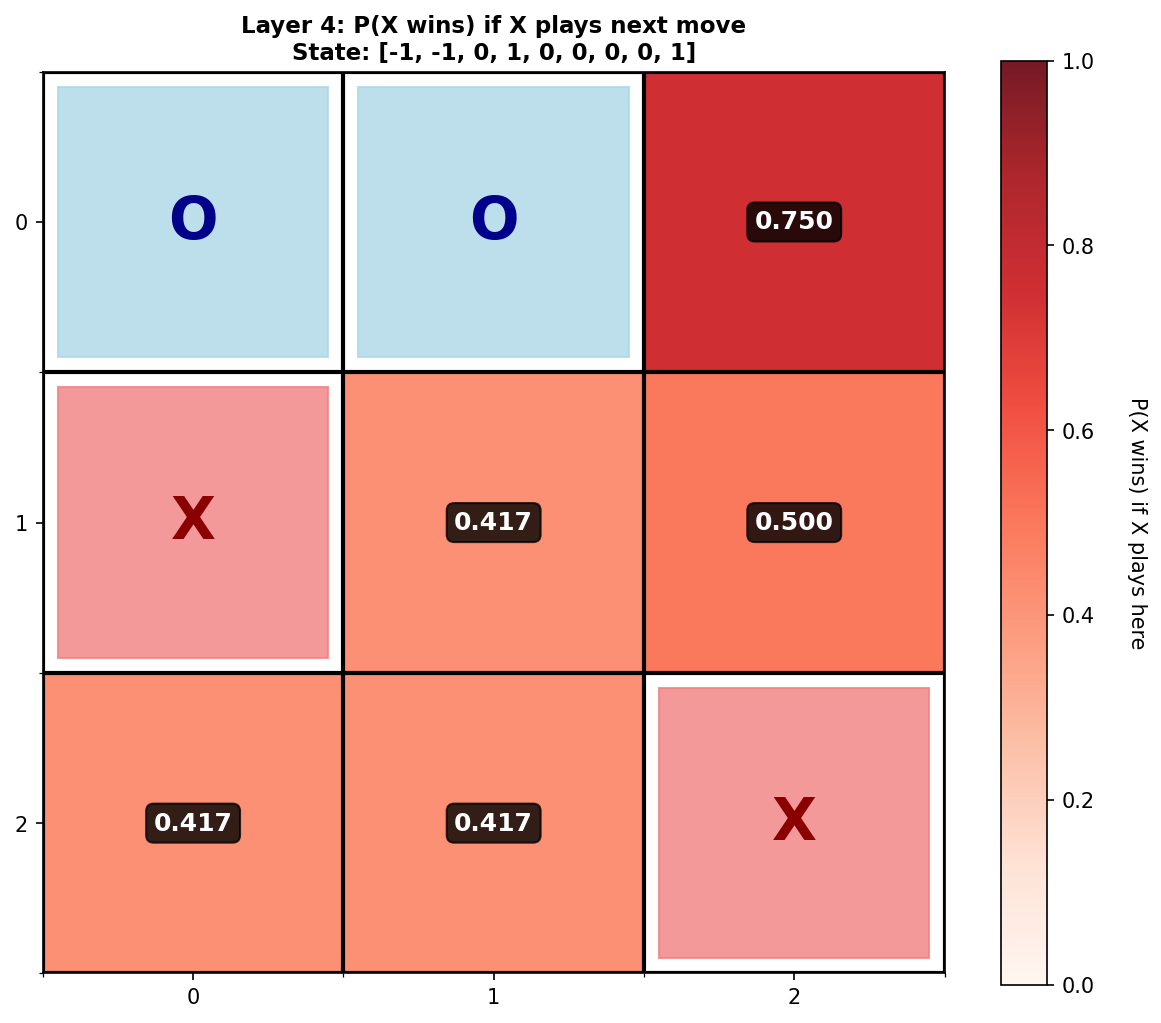 Layer 4: P(X wins) if X plays next move
State: [-1, -1, 0, 1, 0, 0, 0, 0, 1]
O O 0.750
X 0.417 0.500
0.417 0.417 X
0
1
2
0 1 2
1.0
0.8
0.6
0.4
0.2
0.0
P(X wins) if X plays here